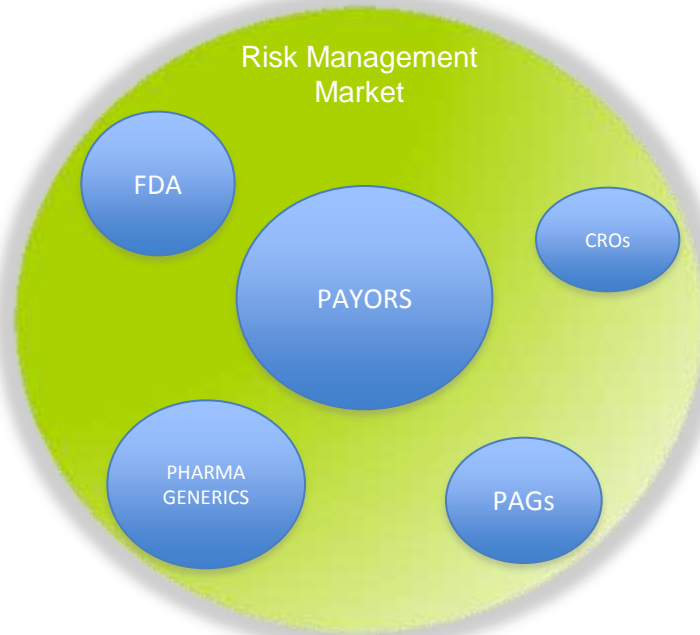 Risk Management
Market
FDA
CROs
PAYORS
PHARMA
GENERICS
PAGs